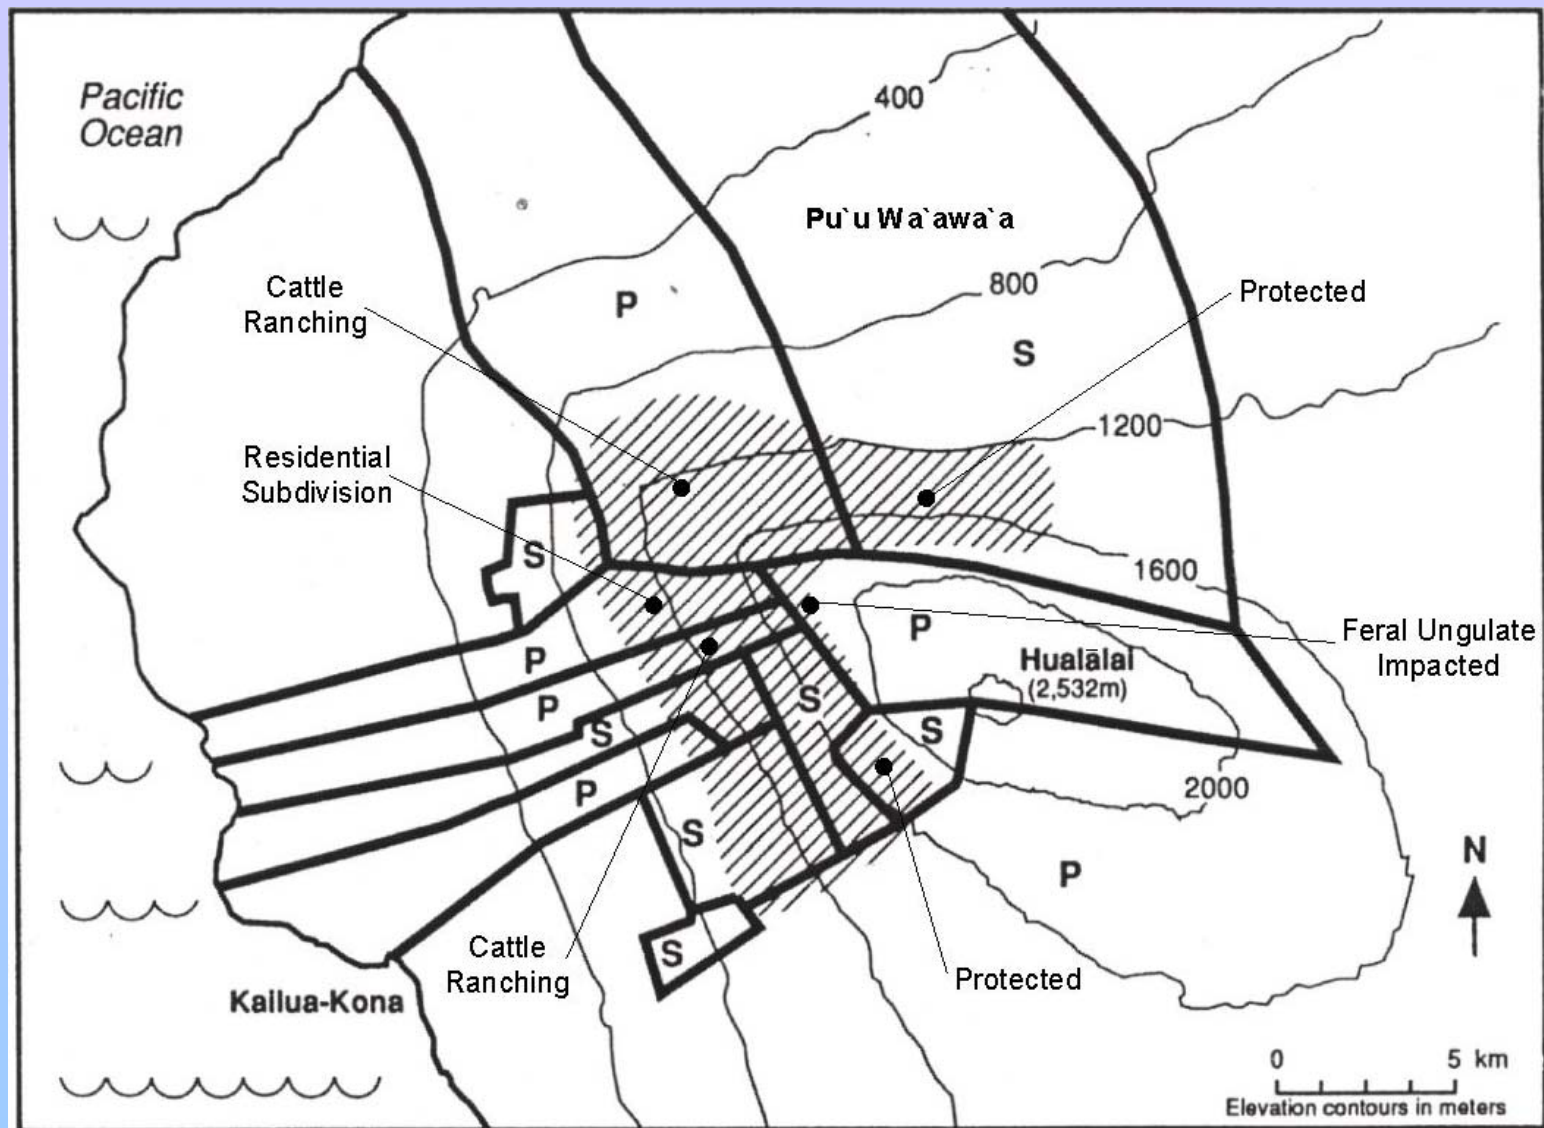 Pacific
Ocean
400
Pu`u Wa`awa`a
Cattle
Ranching
800
Protected
P
S
1200
Residential
Subdivision
S
1600
P
Feral Ungulate
Impacted
Hualālai
(2,532m)
P
P
S
S
S
2000
P
S
P
N
S
Cattle
Ranching
Protected
Kailua-Kona
0 5 km
Elevation contours in meters